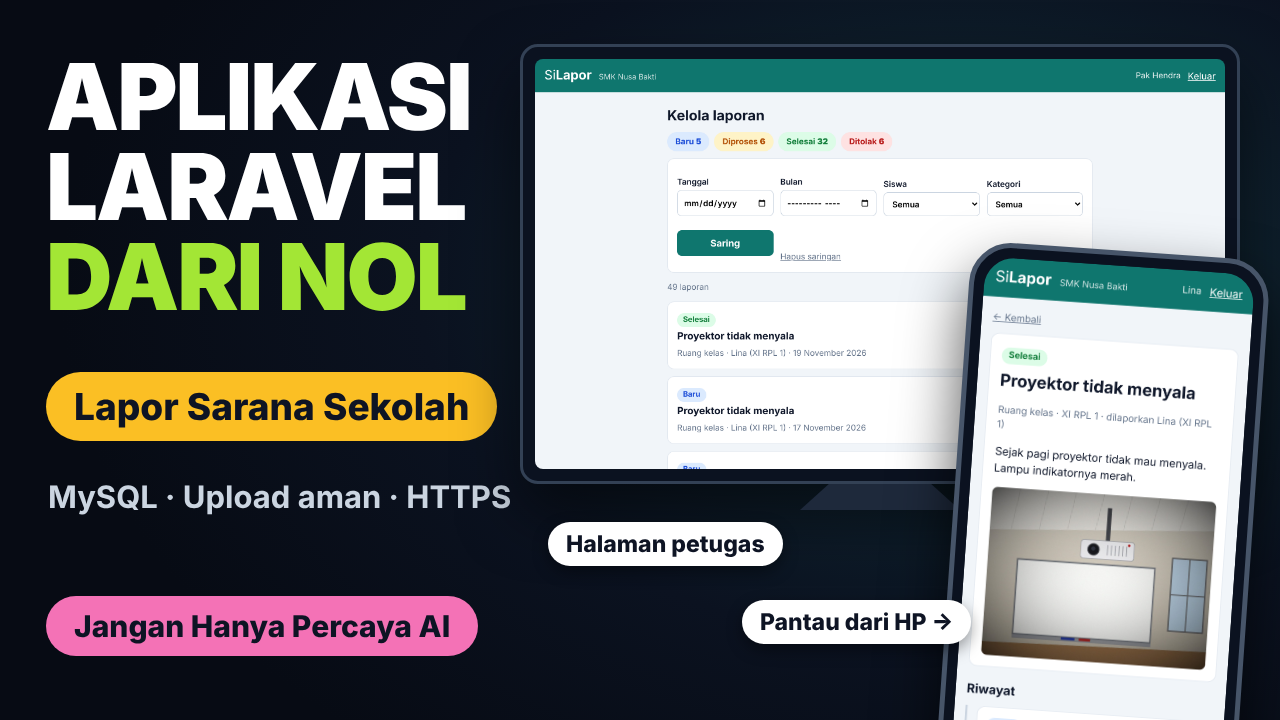 APLIKASI
LARAVEL
DARI NOL
Lapor Sarana Sekolah
MySQL · Upload aman · HTTPS
Jangan Hanya Percaya AI
SiLapor SMK Nusa Bakti
Pak Hendra Keluar
Kelola laporan
Baru 5 Diproses 6 Selesai 32 Ditolak 6
Tanggal Bulan Siswa Kategori
mm/dd/yyyy --------- ---- Semua Semua
Saring Hapus saringan
49 laporan
Selesai
Proyektor tidak menyala
Ruang kelas · Lina (XI RPL 1) · 19 November 2026
Baru
Proyektor tidak menyala
Ruang kelas · Lina (XI RPL 1) · 17 November 2026
Baru
Halaman petugas
Pantau dari HP →
SiLapor SMK Nusa Bakti Lina Keluar
← Kembali
Selesai
Proyektor tidak menyala
Ruang kelas · XI RPL 1 · dilaporkan Lina (XI RPL
1)
Sejak pagi proyektor tidak mau menyala.
Lampu indikatornya merah.
Riwayat